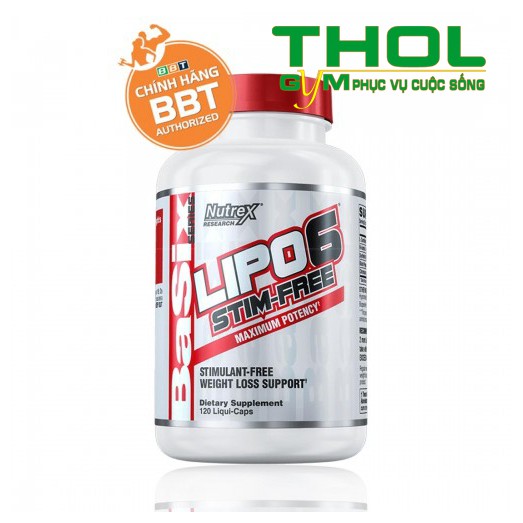 BBT
CHÍNH HÃNG
BBT
AUTHORIZED
THOL
GYM PHỤC VỤ CUỘC SỐNG
Nutrex
RESEARCH
BaSix
SERIES
LIPO6
STIM-FREE
MAXIMUM POTENCY†
STIMULANT-FREE
WEIGHT LOSS SUPPORT†
Dietary Supplement
120 Liqui-Caps